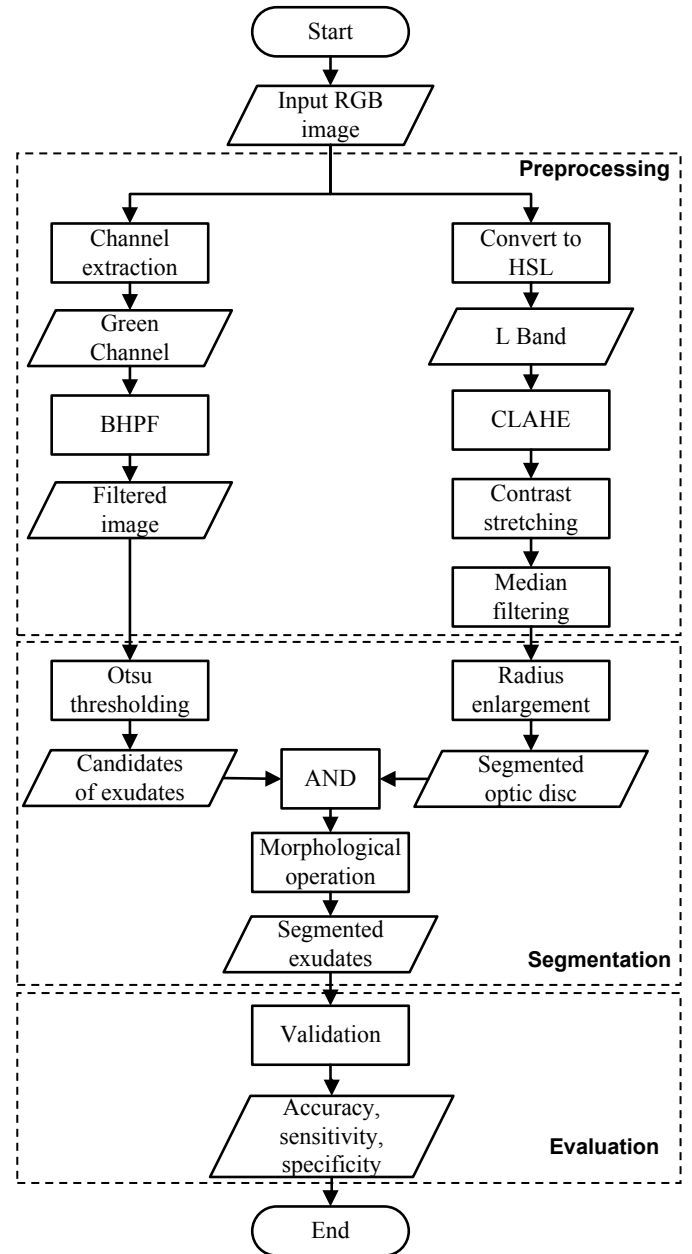 Start
Input RGB
image
Preprocessing
Channel
extraction
Convert to
HSL
Green
Channel
L Band
BHPF
CLAHE
Filtered
image
Contrast
stretching
Median
filtering
Otsu
thresholding
Radius
enlargement
Candidates
of exudates
AND
Segmented
optic disc
Morphological
operation
Segmented
exudates
Segmentation
Validation
Accuracy,
sensitivity,
specificity
Evaluation
End